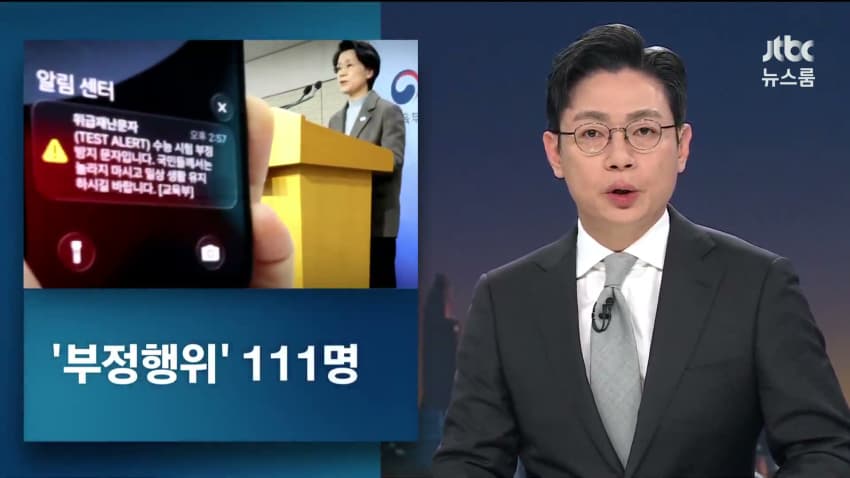 알림 센터
위급재난문자
오후 2:57
(TEST ALERT) 수능 시험 부정
방지 문자입니다. 국민들께서는
놀라지 마시고 일상 생활 유지
하시길 바랍니다. [교육부]
'부정행위' 111명
jtbc
뉴스룸